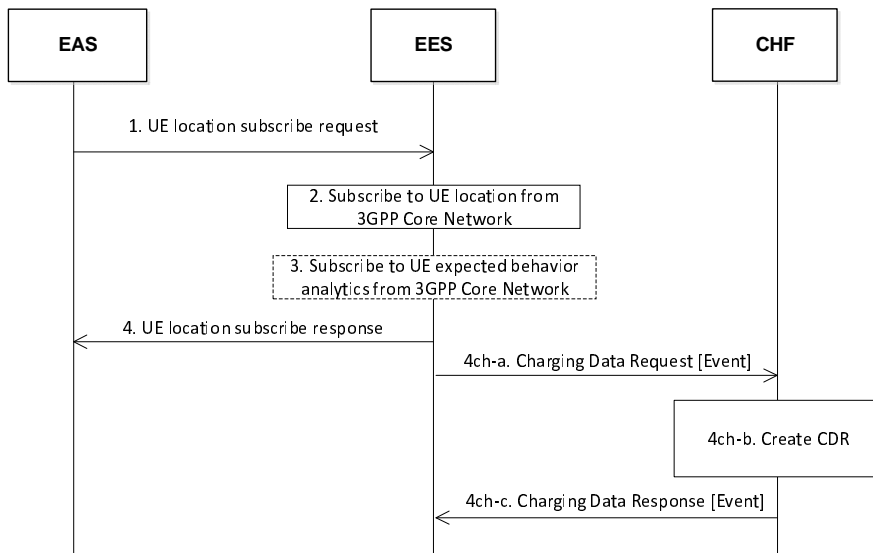 EAS
EES
CHF
1. UE location subscribe request
2. Subscribe to UE location from
3GPP Core Network
3. Subscribe to UE expected behavior
analytics from 3GPP Core Network
4. UE location subscribe response
4ch-a. Charging Data Request [Event]
4ch-b. Create CDR
4ch-c. Charging Data Response [Event]